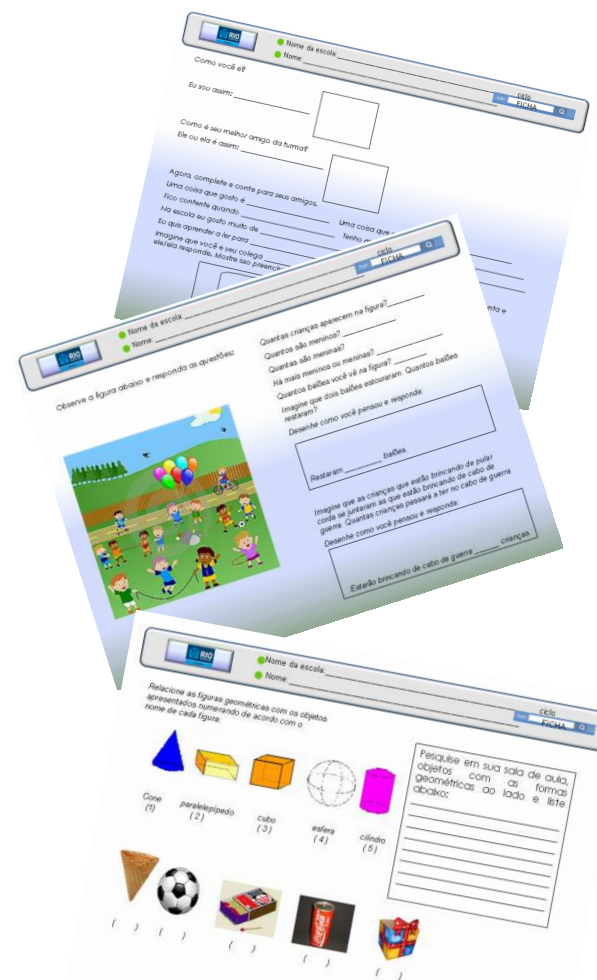 RIO
Nome da escola:
Nome:
ciclo
FICHA
Como você é?
Eu sou assim:
Como é seu melhor amigo da turma?
Ele ou ela é assim:
Agora, complete e conte para seus amigos.
Uma coisa que gosto é
Uma coisa que
Fico contente quando
Tenho
Na escola eu gosto muito de
Eu quis aprender a ler para
Imagine que você e seu colega
ele/ela responde. Mostre isso
RIO
Nome da escola:
Nome:
ciclo
FICHA
Observe a figura abaixo e responda as questões:
Quantas crianças aparecem na figura?
Quantos são meninos?
Quantas são meninas?
Há mais meninos ou meninas?
Quantos balões você vê na figura?
Imagine que dois balões estouraram. Quantos balões
restaram?
Desenhe como você pensou e responda:
Restaram balões.
Imagine que as crianças que estão brincando de pular
corda se juntaram as que estão brincando de cabo de
guerra. Quantas crianças passará a ter no cabo de guerra.
Desenhe como você pensou e responda:
Estarão brincando de cabo de guerra crianças
RIO
Nome da escola:
Nome:
ciclo
FICHA
Relacione as figuras geométricas com os objetos
apresentados numerando de acordo com o
nome de cada figura:
Cone
(1)
paralelepípedo
( 2 )
cubo
( 3 )
esfera
( 4 )
cilindro
( 5 )
Pesquise em sua sala de aula,
objetos com as formas
geométricas ao lado e liste
abaixo:
Coca-Cola
( ) ( ) ( ) ( ) ( )